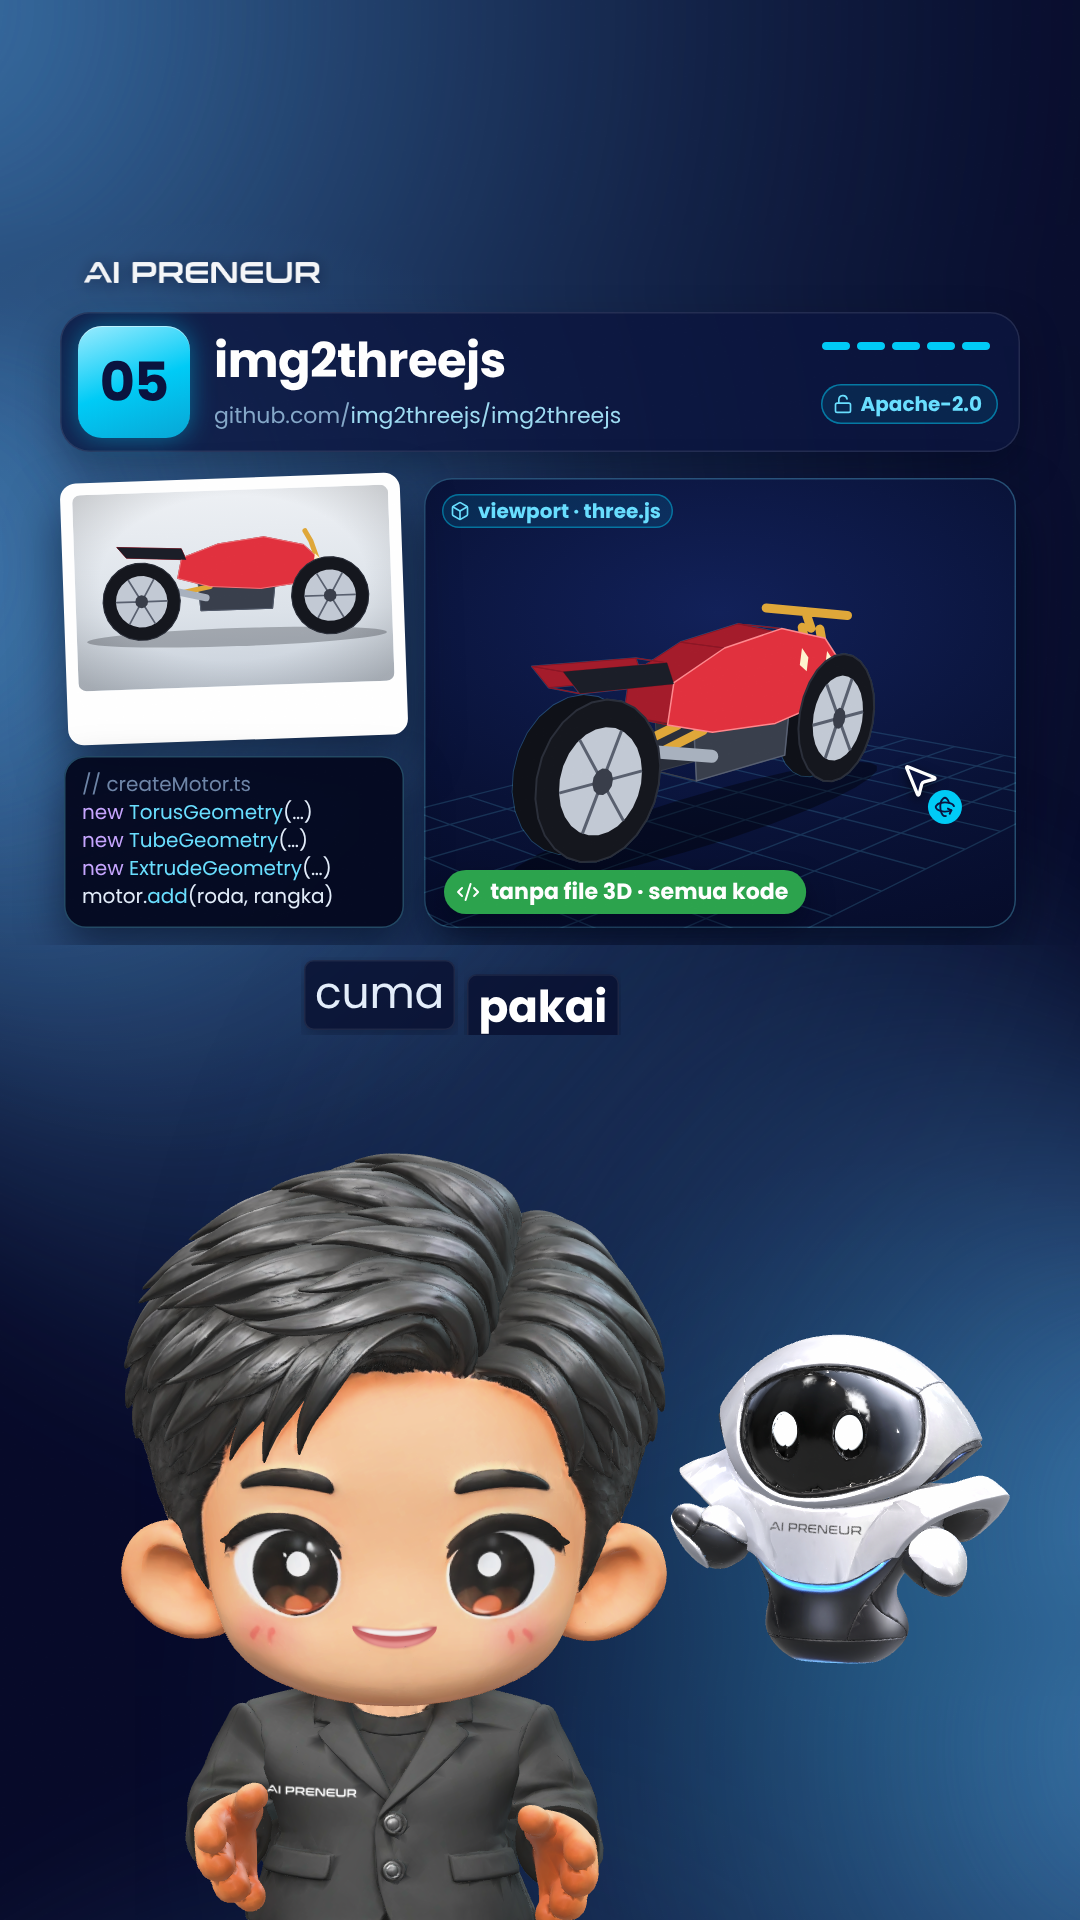 AI PRENEUR
05
img2threejs
github.com/img2threejs/img2threejs
Apache-2.0
viewport · three.js
// createMotor.ts
new TorusGeometry(…)
new TubeGeometry(…)
new ExtrudeGeometry(…)
motor.add(roda, rangka)
</> tanpa file 3D · semua kode
cuma pakai
AI PRENEUR
AI PRENEUR